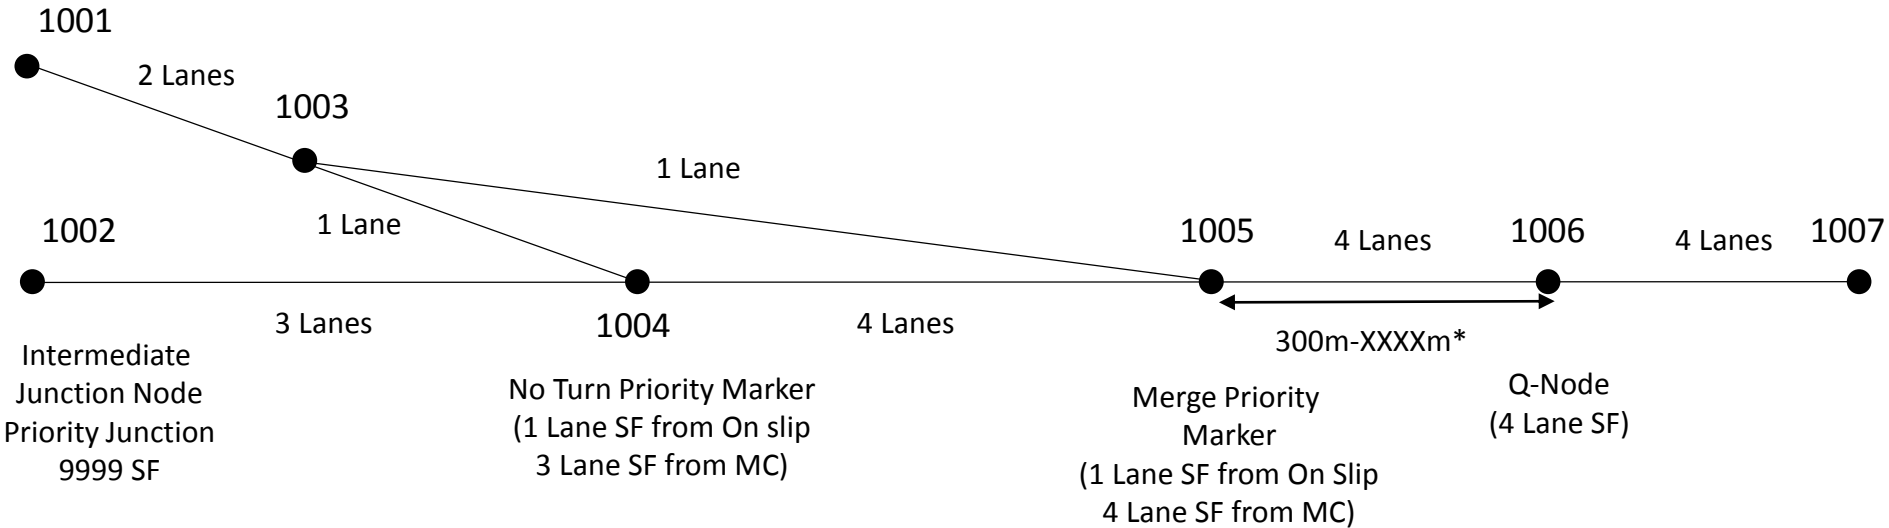 1001
2 Lanes
1003
1 Lane
1 Lane
1002
1005
4 Lanes
1006
4 Lanes
1007
3 Lanes
1004
4 Lanes
300m-XXXXm*
Intermediate
Junction Node
Priority Junction
9999 SF
No Turn Priority Marker
(1 Lane SF from On slip
3 Lane SF from MC)
Merge Priority
Marker
(1 Lane SF from On Slip
4 Lane SF from MC)
Q-Node
(4 Lane SF)